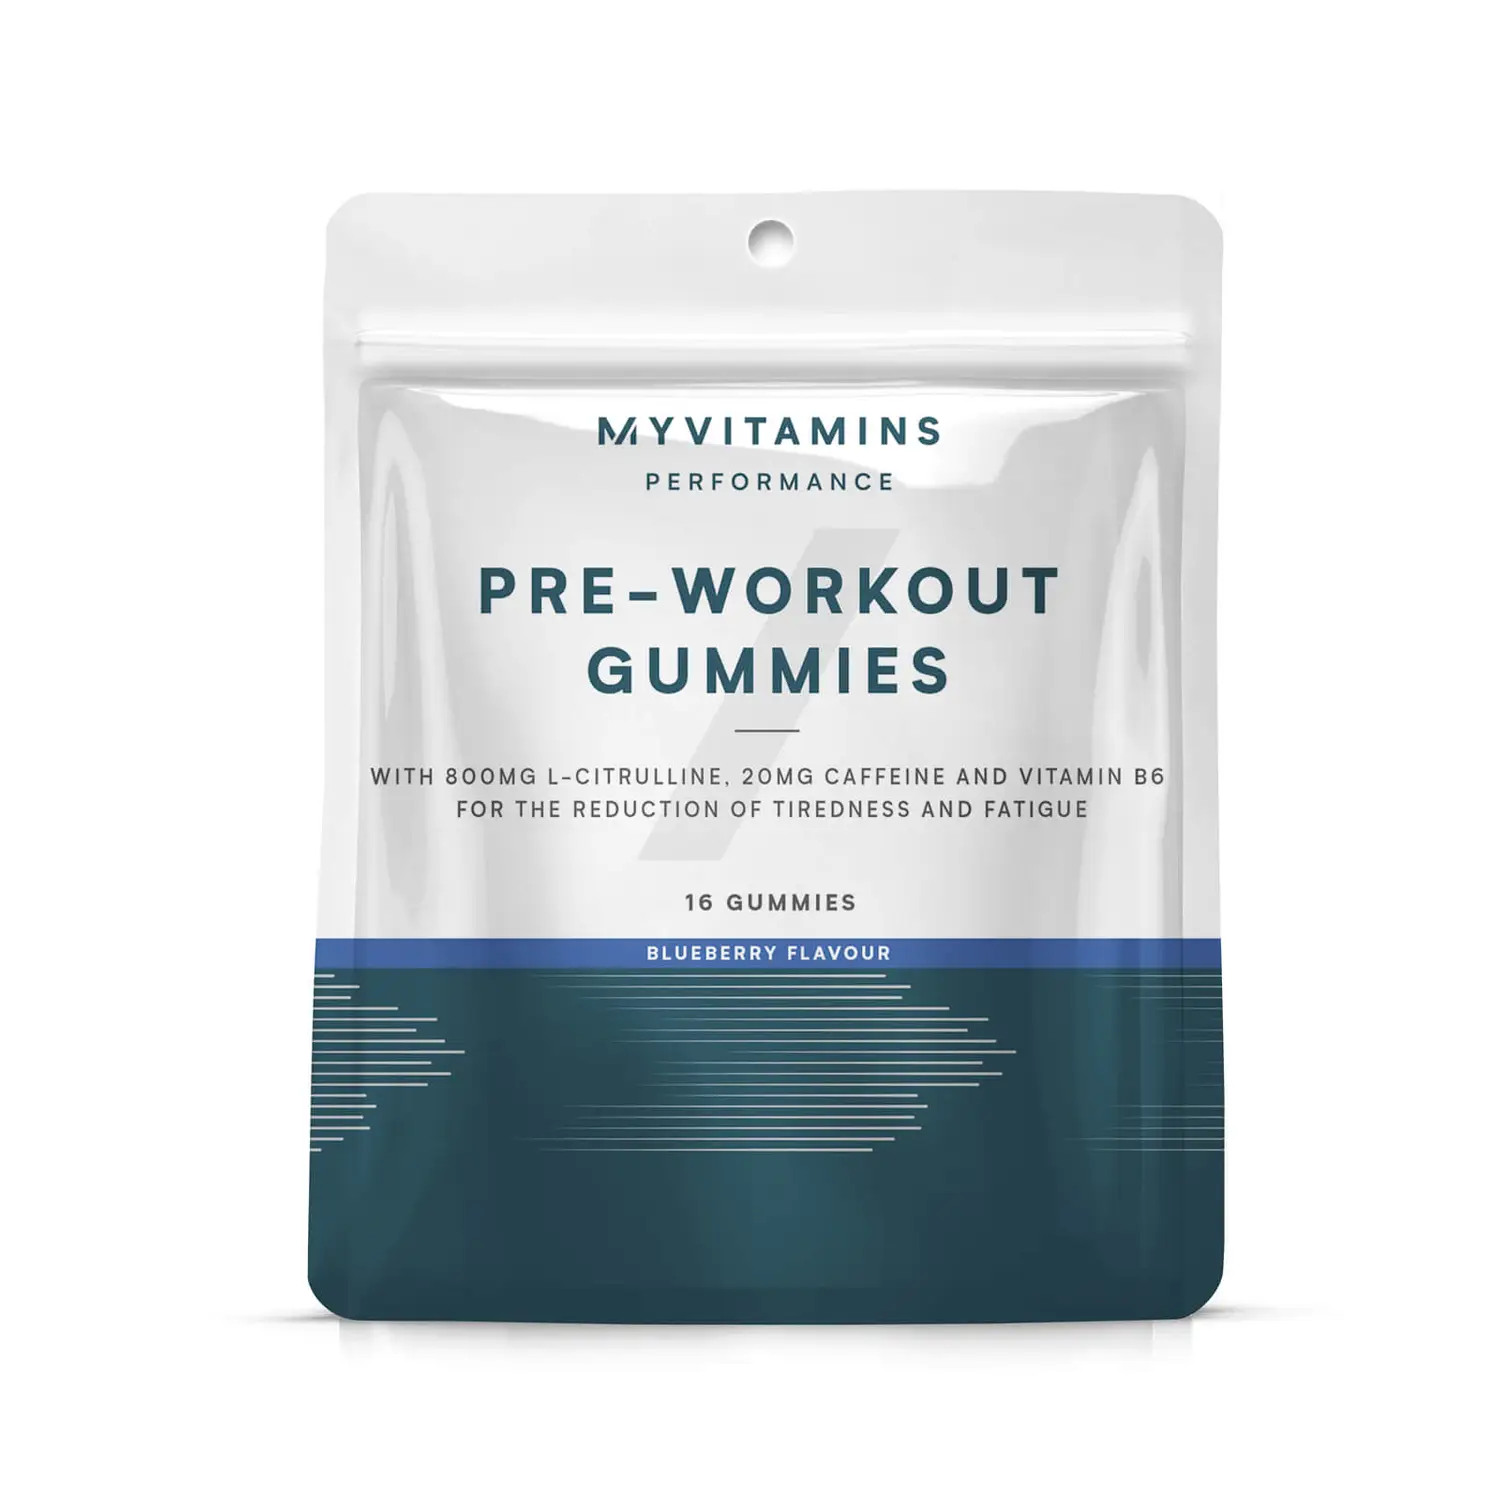 MYVITAMINS
PERFORMANCE
PRE-WORKOUT
GUMMIES
WITH 800MG L-CITRULLINE, 20MG CAFFEINE AND VITAMIN B6
FOR THE REDUCTION OF TIREDNESS AND FATIGUE
16 GUMMIES
BLUEBERRY FLAVOUR